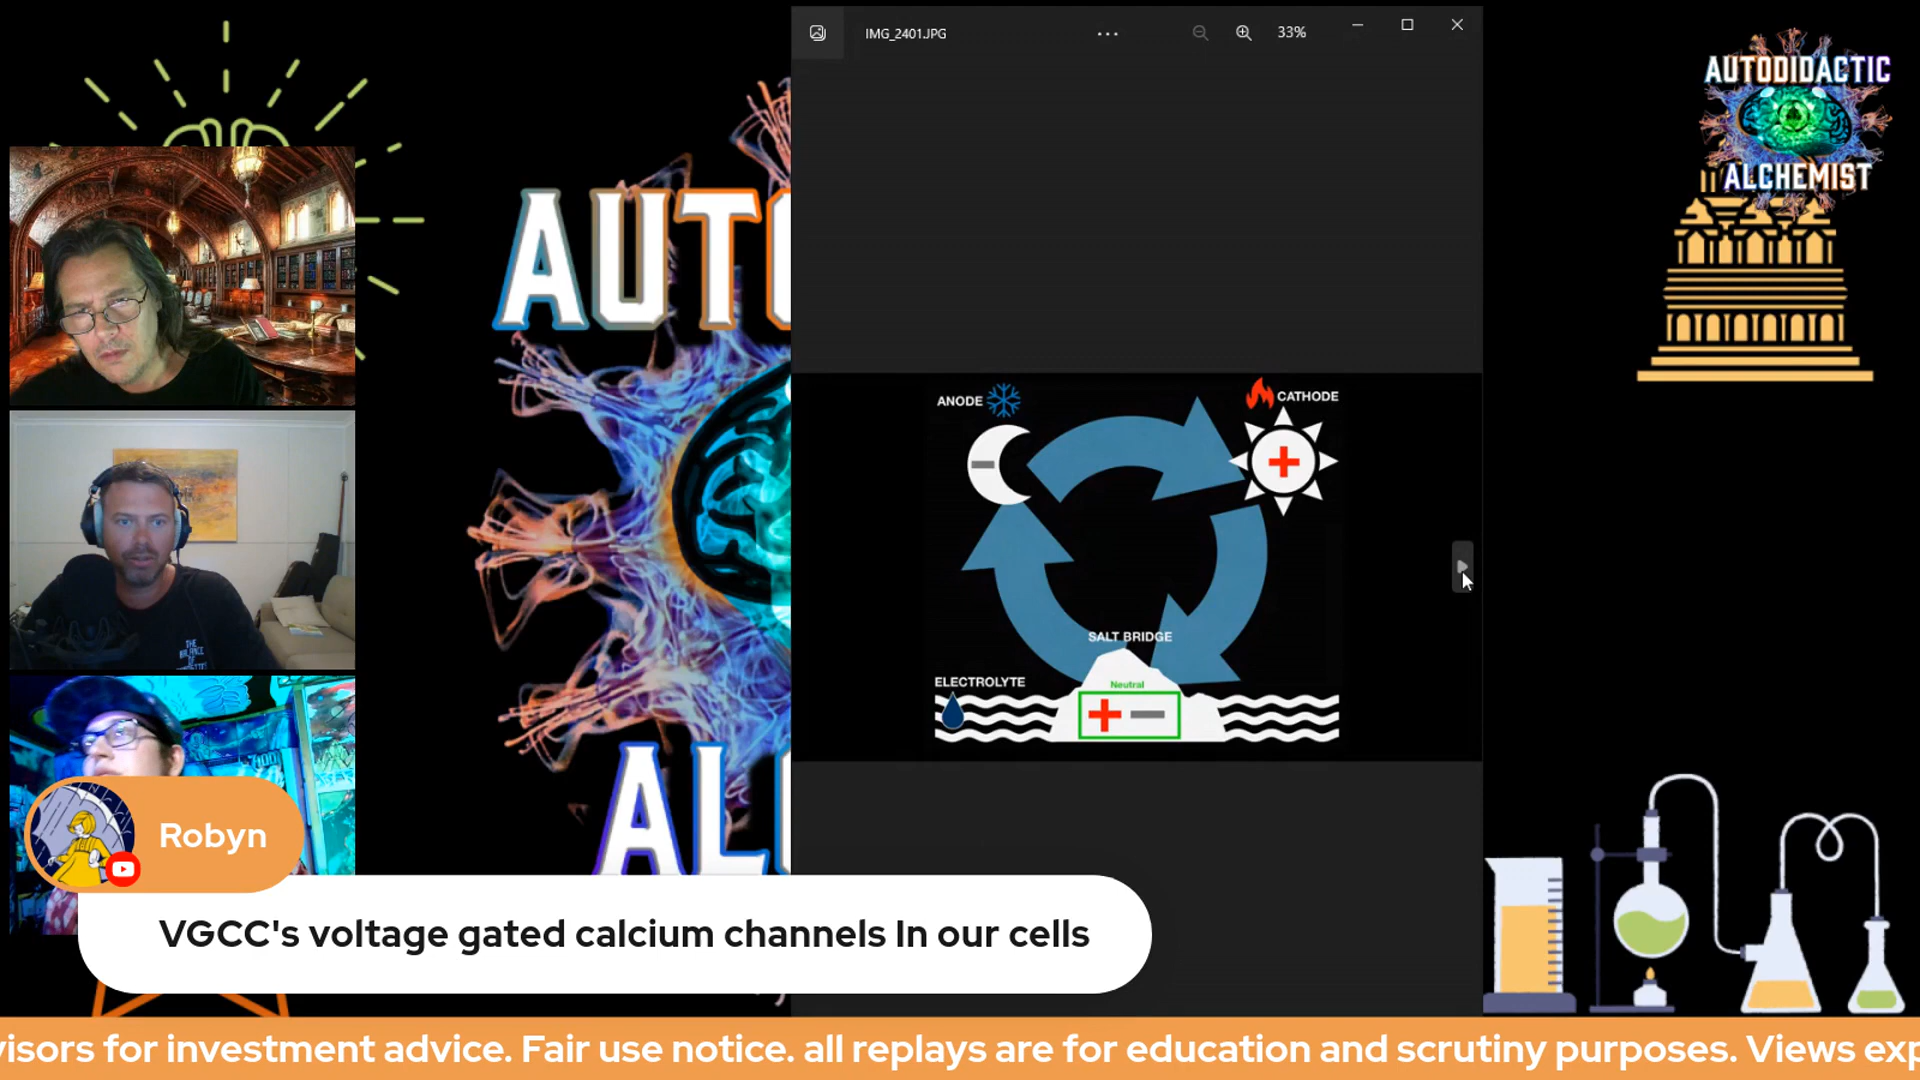 IMG_2401.JPG
33%
AUTODIDACTIC
ALCHEMIST
AUTO
AL
ANODE
CATHODE
SALT BRIDGE
ELECTROLYTE
Neutral
Robyn
VGCC's voltage gated calcium channels In our cells
visors for investment advice. Fair use notice. all replays are for education and scrutiny purposes. Views exp